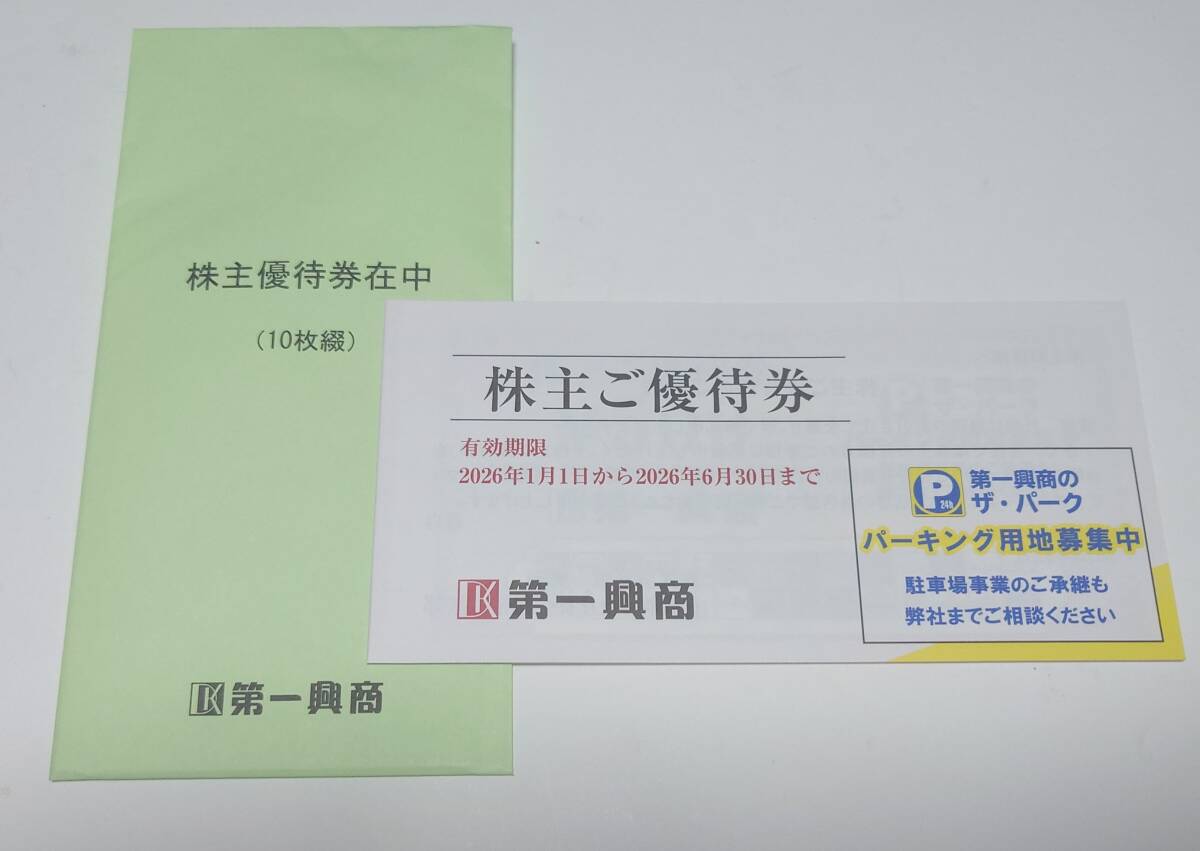 株主優待券在中
（10枚綴）
第一興商
株主ご優待券
有効期限
2026年1月1日から2026年6月30日まで
第一興商
P
24h
第一興商の
ザ・パーク
パーキング用地募集中
駐車場事業のご承継も
弊社までご相談ください